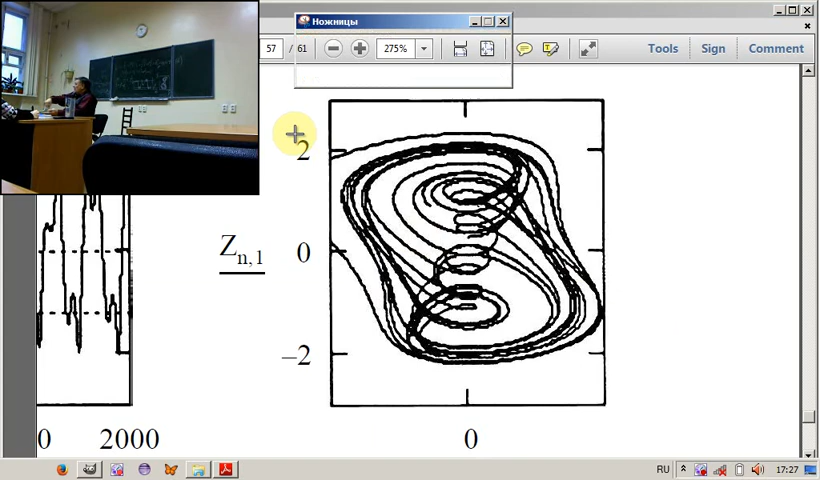 Ножницы
57 / 61
275%
Tools
Sign
Comment
2
Z n,1
0
–2
0
2000
0
RU
17:27